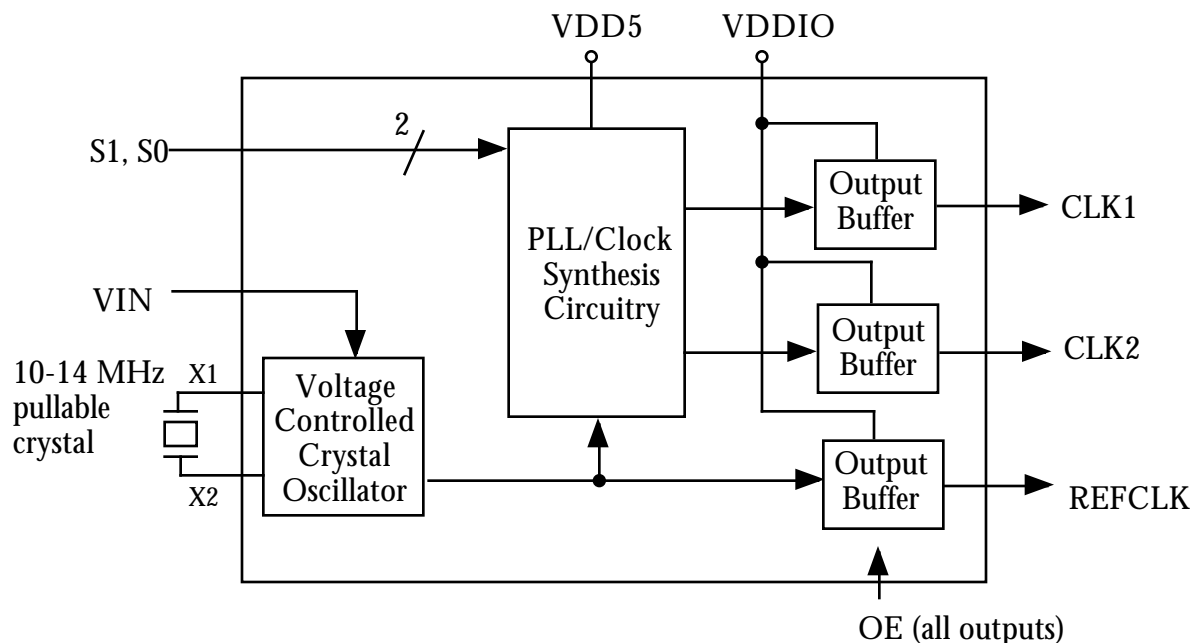 VDD5
VDDIO
S1, S0
2
Output
Buffer
CLK1
PLL/Clock
Synthesis
Circuitry
VIN
Output
Buffer
CLK2
10-14 MHz
pullable
crystal
X1
X2
Voltage
Controlled
Crystal
Oscillator
Output
Buffer
REFCLK
OE (all outputs)